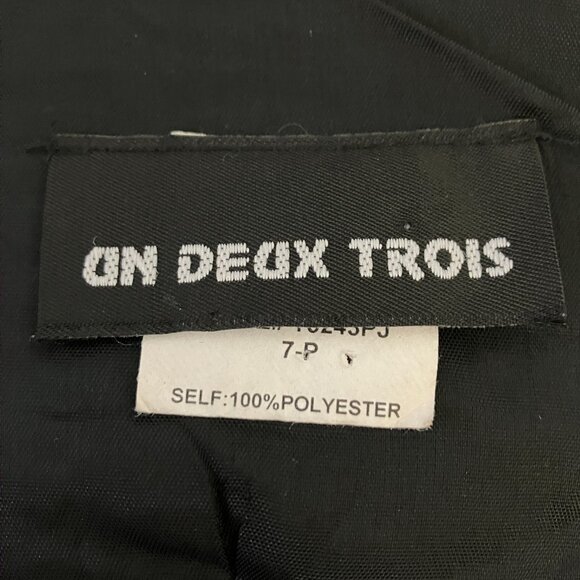 UN DEUX TROIS
7-P
SELF:100%POLYESTER